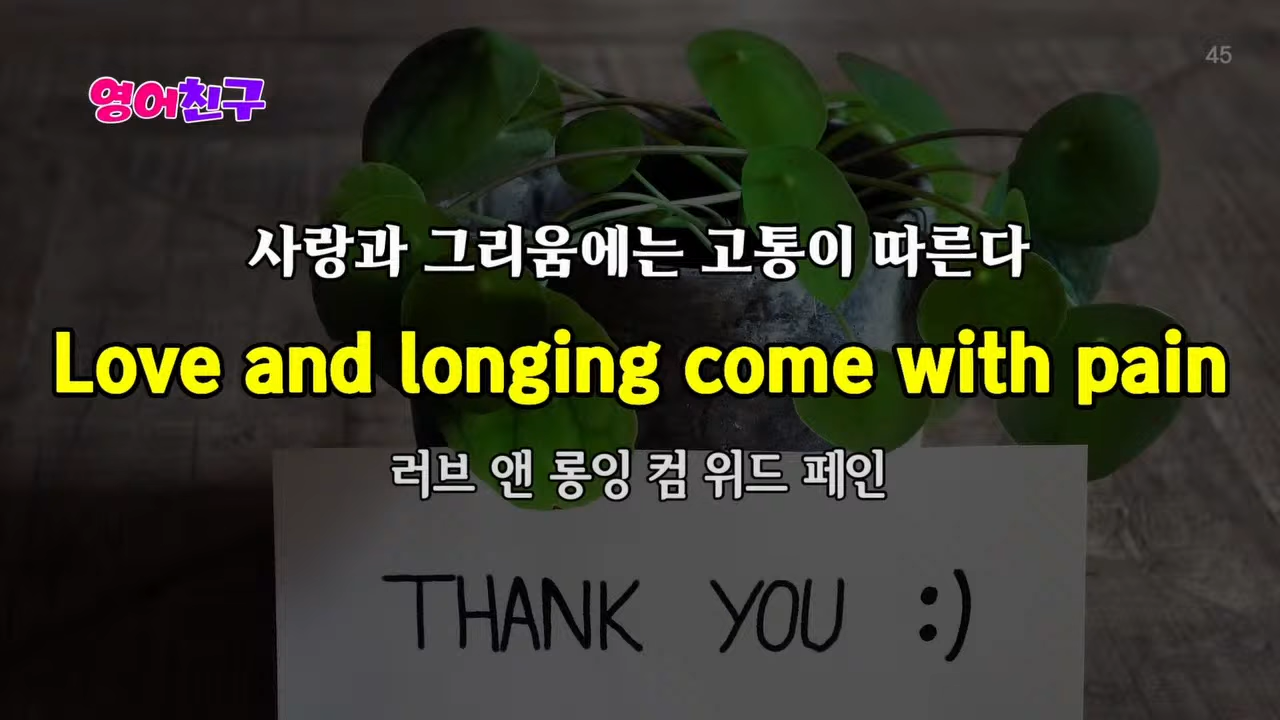 45
영어친구
사랑과 그리움에는 고통이 따른다
Love and longing come with pain
러브 앤 롱잉 컴 위드 페인
THANK YOU :)